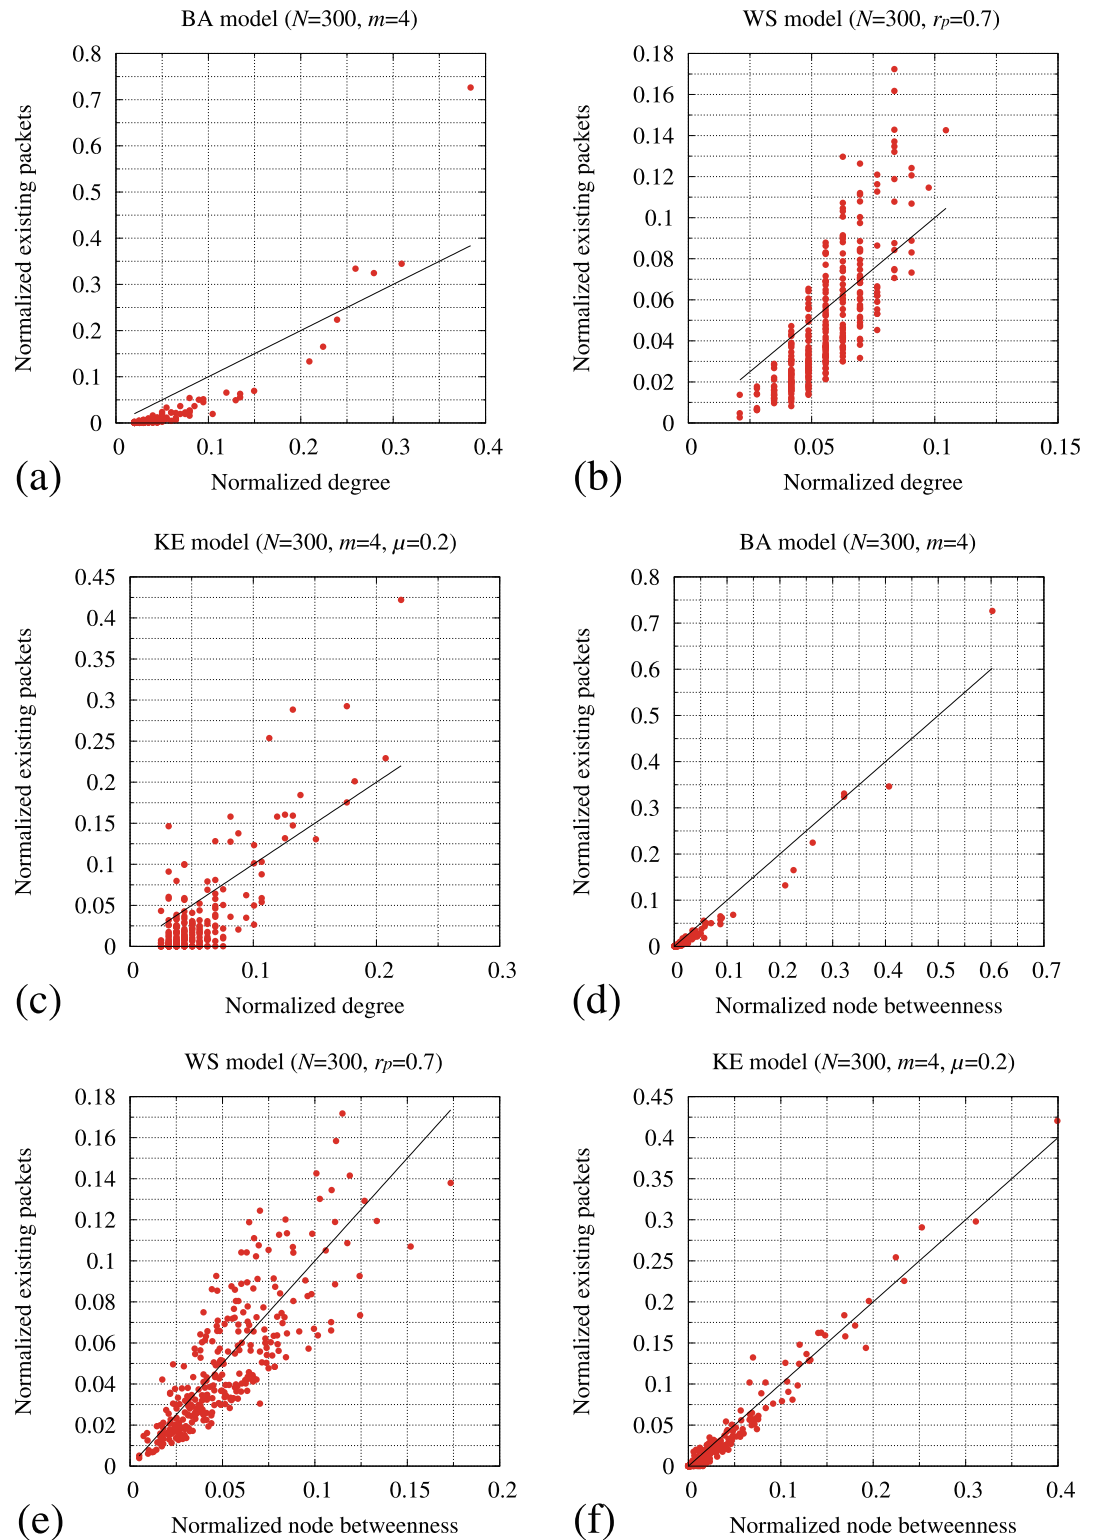 BA model (N=300, m=4)
Normalized existing packets
0.8
0.7
0.6
0.5
0.4
0.3
0.2
0.1
0
0 0.1 0.2 0.3 0.4
Normalized degree
(a)
WS model (N=300, rp=0.7)
Normalized existing packets
0.18
0.16
0.14
0.12
0.1
0.08
0.06
0.04
0.02
0
0 0.05 0.1 0.15
Normalized degree
(b)
KE model (N=300, m=4, μ=0.2)
Normalized existing packets
0.45
0.4
0.35
0.3
0.25
0.2
0.15
0.1
0.05
0
0 0.1 0.2 0.3
Normalized degree
(c)
BA model (N=300, m=4)
Normalized existing packets
0.8
0.7
0.6
0.5
0.4
0.3
0.2
0.1
0
0 0.1 0.2 0.3 0.4 0.5 0.6 0.7
Normalized node betweenness
(d)
WS model (N=300, rp=0.7)
Normalized existing packets
0.18
0.16
0.14
0.12
0.1
0.08
0.06
0.04
0.02
0
0 0.05 0.1 0.15 0.2
Normalized node betweenness
(e)
KE model (N=300, m=4, μ=0.2)
Normalized existing packets
0.45
0.4
0.35
0.3
0.25
0.2
0.15
0.1
0.05
0
0 0.1 0.2 0.3 0.4
Normalized node betweenness
(f)